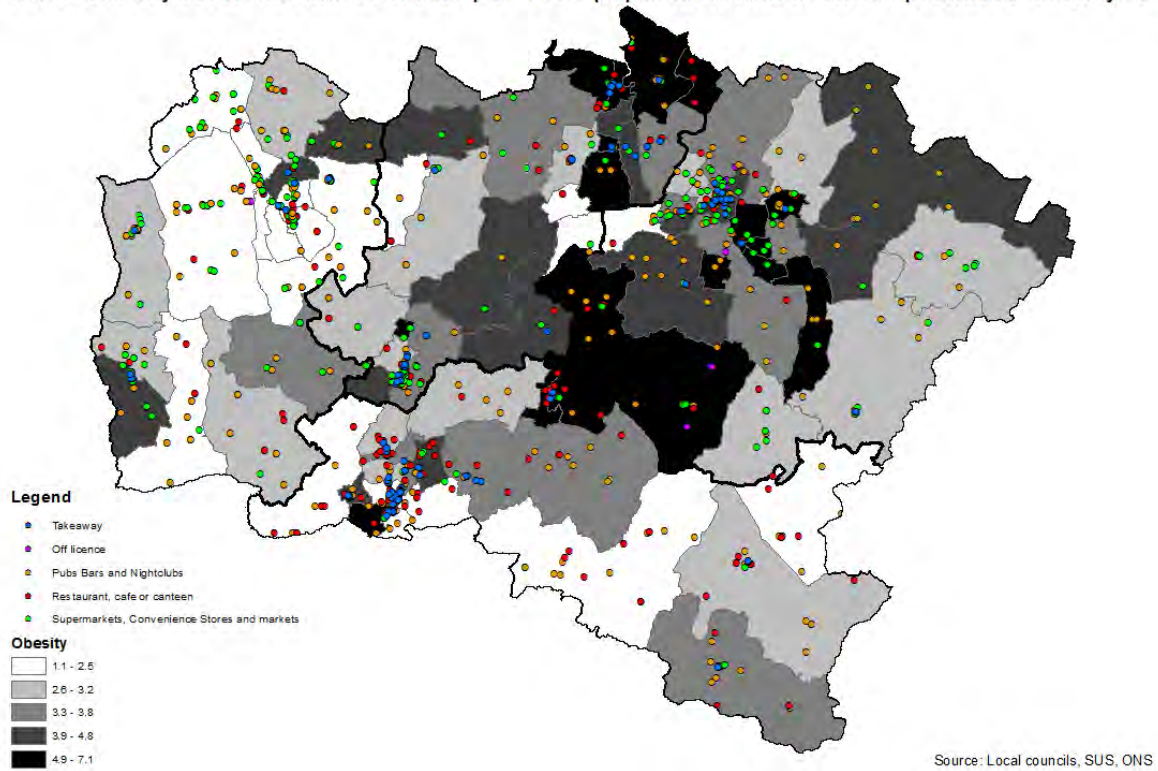 Legend
Takeaway
Off licence
Pubs Bars and Nightclubs
Restaurant, cafe or canteen
Supermarkets, Convenience Stores and markets
Obesity
1.1 - 2.5
2.6 - 3.2
3.3 - 3.8
3.9 - 4.8
4.9 - 7.1
Source: Local councils, SUS, ONS